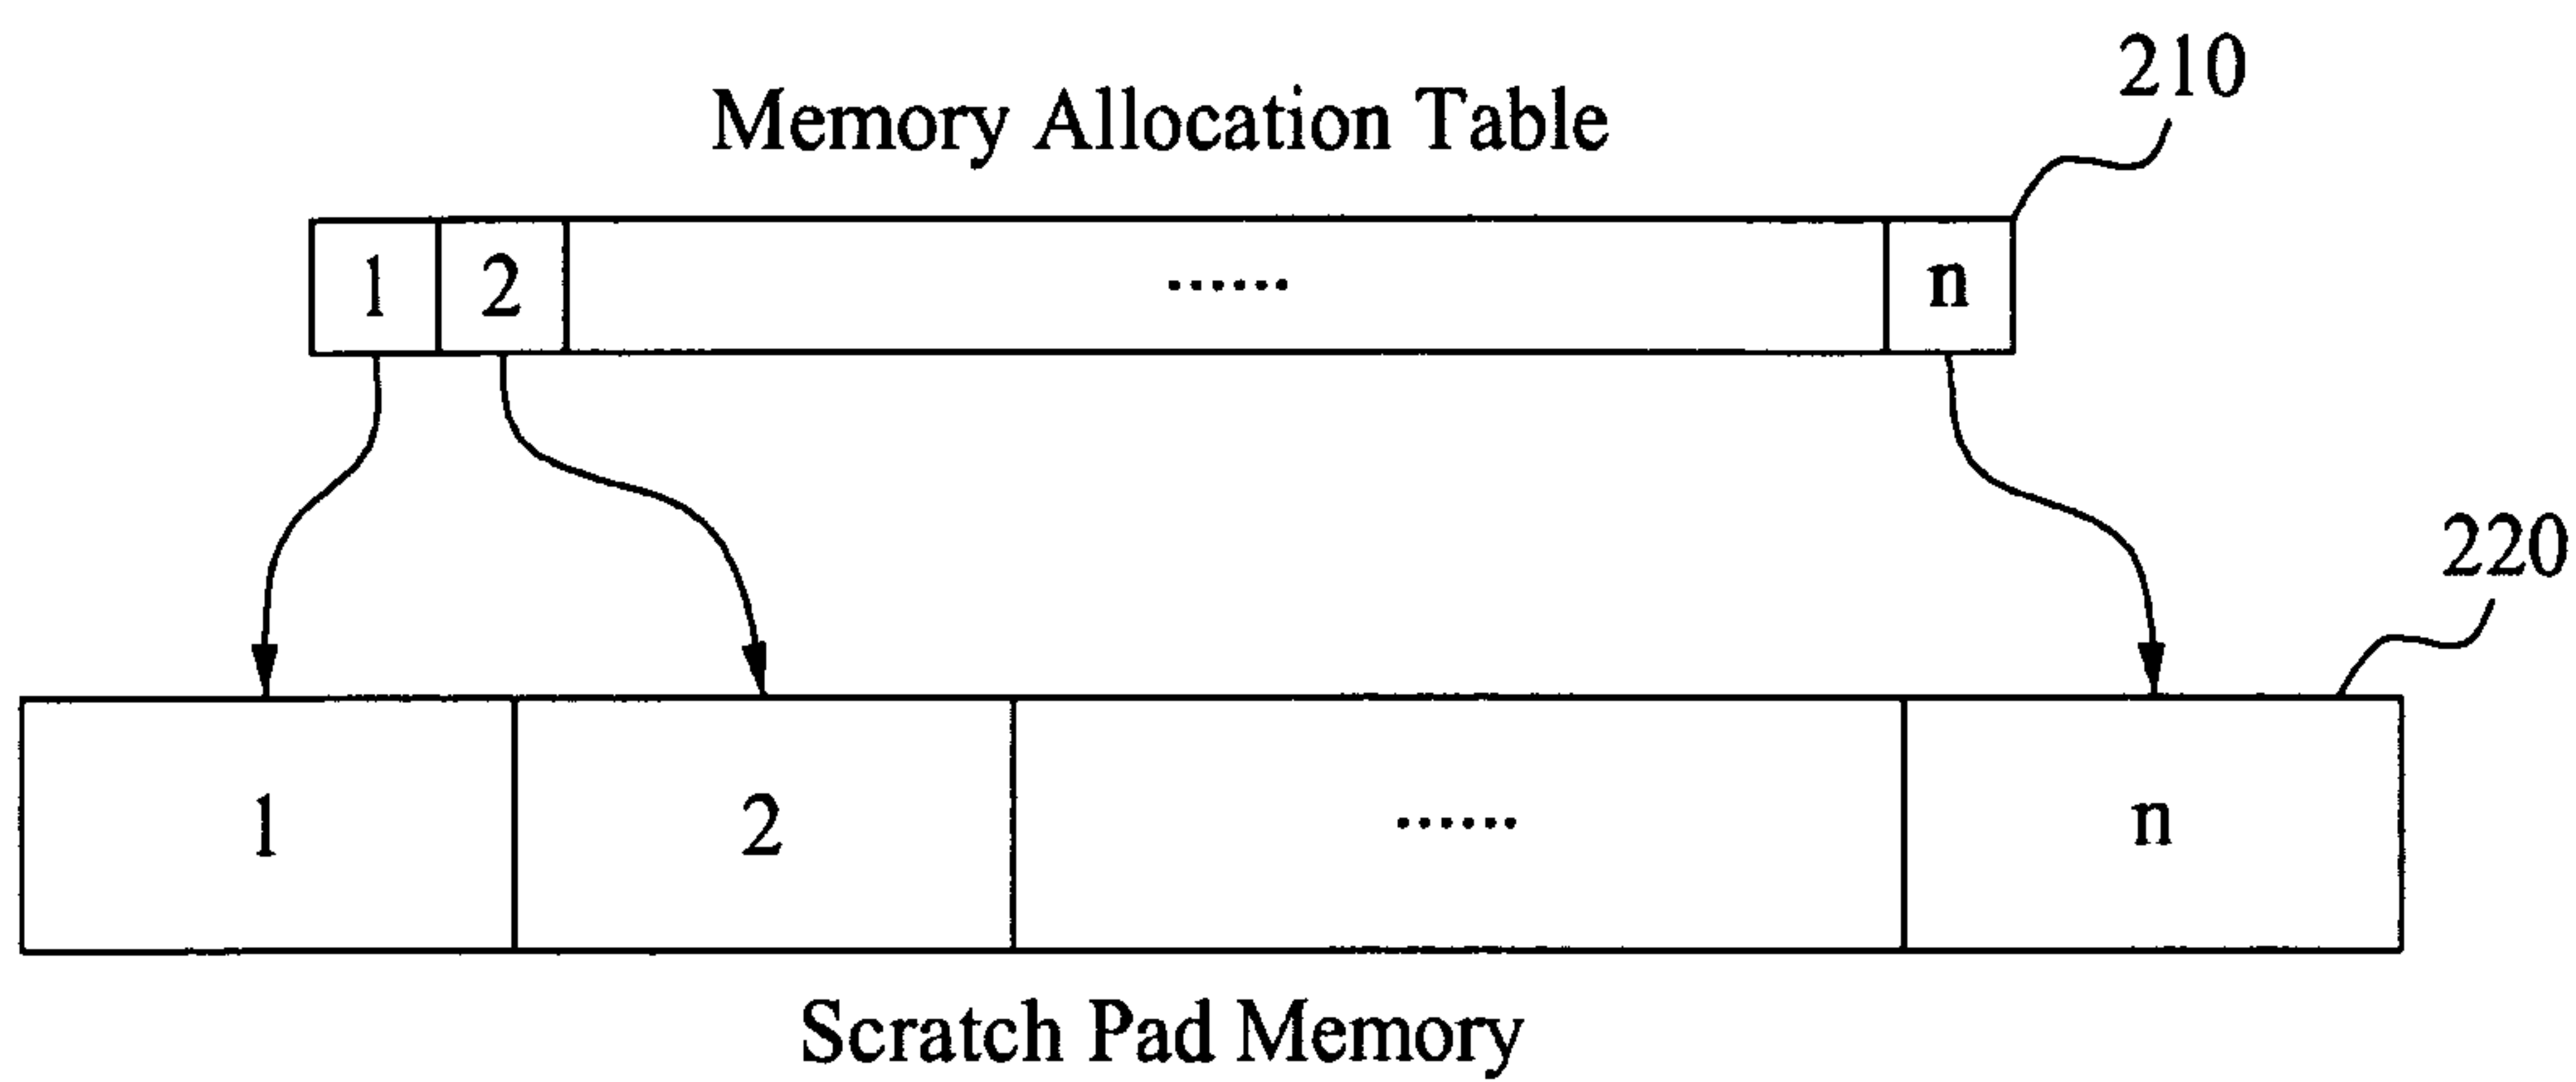 210
Memory Allocation Table
1 2 ...... n
220
1 2 ...... n
Scratch Pad Memory